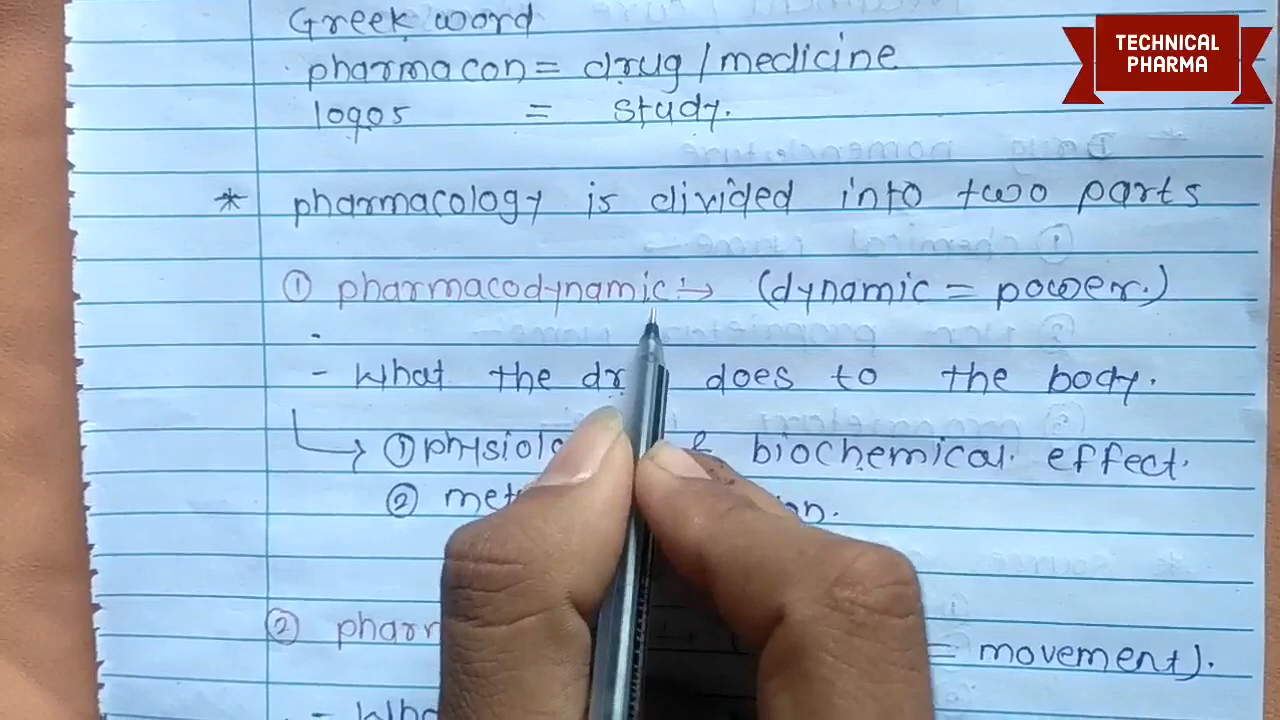 Greek word
pharmacon = drug / medicine
logos = study.
* pharmacology is divided into two parts
① pharmacodynamic :→ (dynamic = power.)
-
- What the does to the body.
① & biochemical effect.
②
② = movement).
TECHNICAL
PHARMA